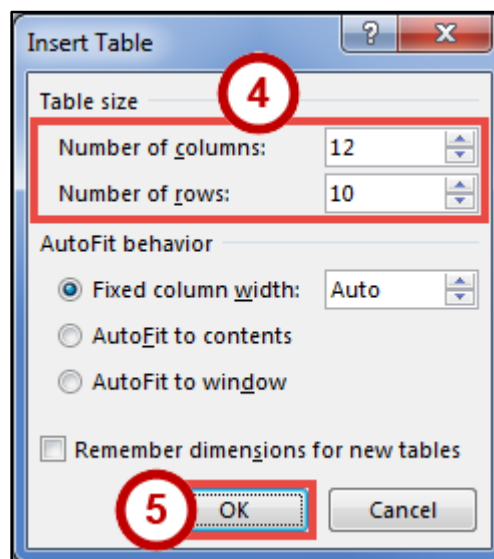 Insert Table ? x
Table size 4
Number of columns: 12
Number of rows: 10
AutoFit behavior
Fixed column width: Auto
AutoFit to contents
AutoFit to window
Remember dimensions for new tables
5 OK Cancel